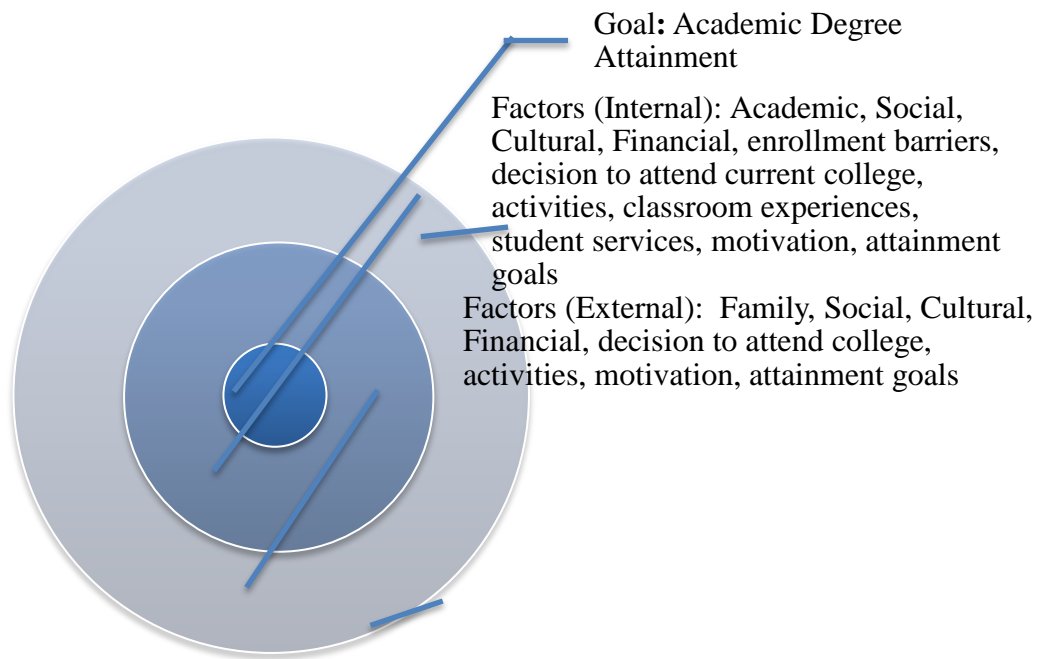 Goal: Academic Degree
Attainment
Factors (Internal): Academic, Social,
Cultural, Financial, enrollment barriers,
decision to attend current college,
activities, classroom experiences,
student services, motivation, attainment
goals
Factors (External):  Family, Social, Cultural,
Financial, decision to attend college,
activities, motivation, attainment goals